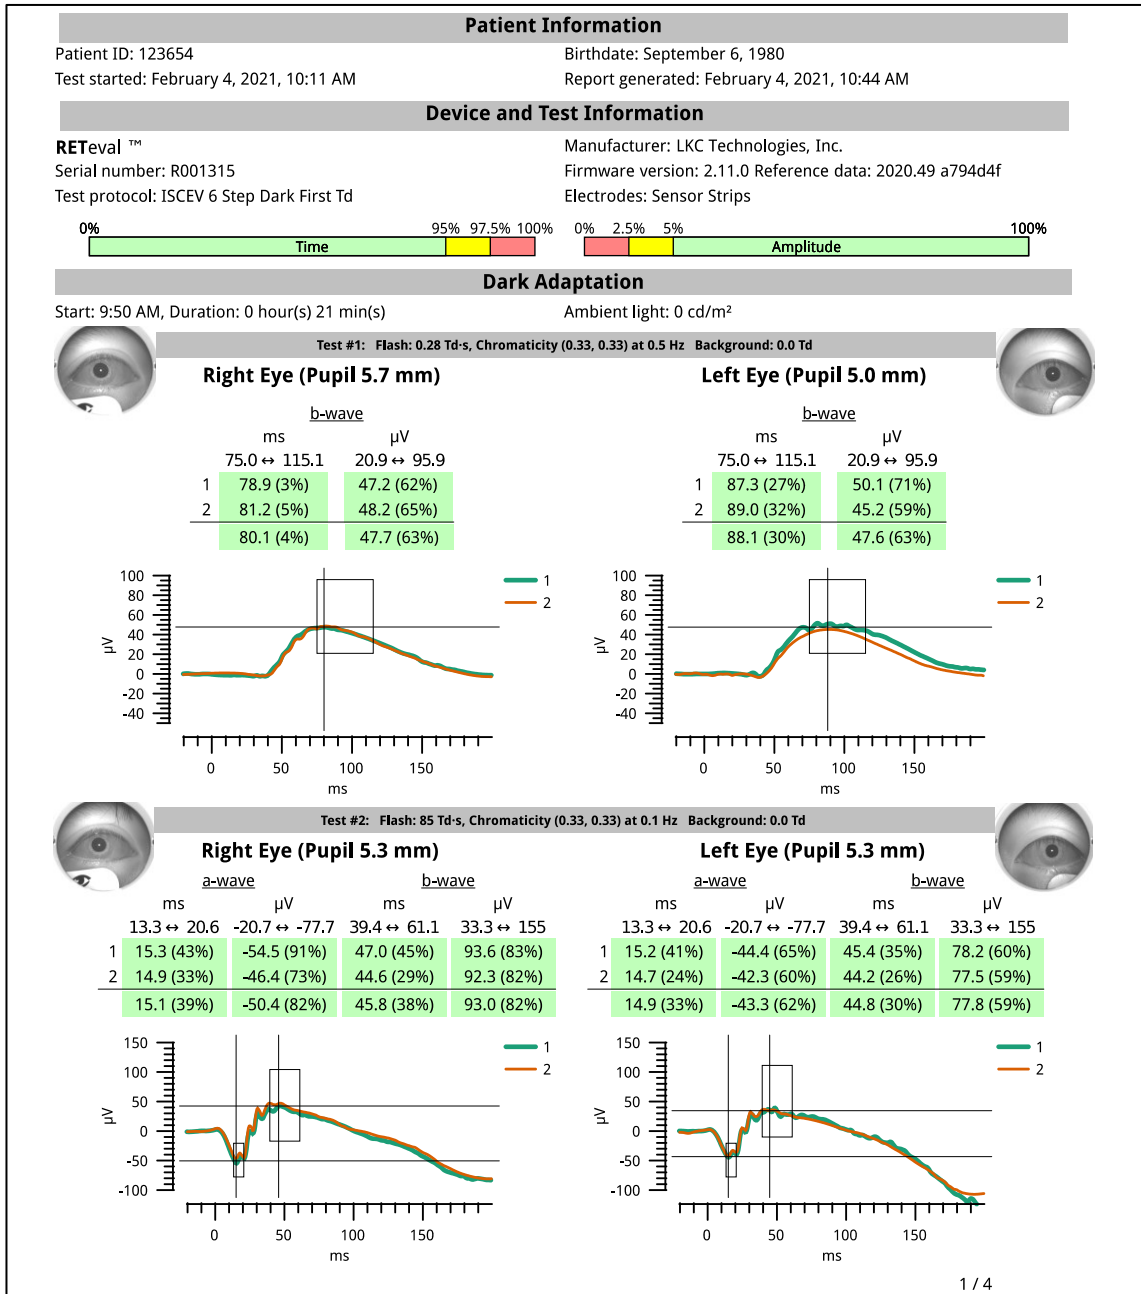 Patient Information
Patient ID: 123654 Birthdate: September 6, 1980
Test started: February 4, 2021, 10:11 AM Report generated: February 4, 2021, 10:44 AM
Device and Test Information
RETeval ™ Manufacturer: LKC Technologies, Inc.
Serial number: R001315 Firmware version: 2.11.0 Reference data: 2020.49 a794d4f
Test protocol: ISCEV 6 Step Dark First Td Electrodes: Sensor Strips
0% 95% 97.5% 100% 0% 2.5% 5% 100%
Time Amplitude
Dark Adaptation
Start: 9:50 AM, Duration: 0 hour(s) 21 min(s) Ambient light: 0 cd/m²
Test #1: Flash: 0.28 Td·s, Chromaticity (0.33, 0.33) at 0.5 Hz Background: 0.0 Td
Right Eye (Pupil 5.7 mm) Left Eye (Pupil 5.0 mm)
b-wave b-wave
ms µV ms µV
75.0 ↔ 115.1 20.9 ↔ 95.9 75.0 ↔ 115.1 20.9 ↔ 95.9
1 78.9 (3%) 47.2 (62%) 1 87.3 (27%) 50.1 (71%)
2 81.2 (5%) 48.2 (65%) 2 89.0 (32%) 45.2 (59%)
80.1 (4%) 47.7 (63%) 88.1 (30%) 47.6 (63%)
100 1 100 1
80 2 80 2
60 60
40 40
µV µV
20 20
0 0
-20 -20
-40 -40
0 50 100 150 0 50 100 150
ms ms
Test #2: Flash: 85 Td·s, Chromaticity (0.33, 0.33) at 0.1 Hz Background: 0.0 Td
Right Eye (Pupil 5.3 mm) Left Eye (Pupil 5.3 mm)
a-wave b-wave a-wave b-wave
ms µV ms µV ms µV ms µV
13.3 ↔ 20.6 -20.7 ↔ -77.7 39.4 ↔ 61.1 33.3 ↔ 155 13.3 ↔ 20.6 -20.7 ↔ -77.7 39.4 ↔ 61.1 33.3 ↔ 155
1 15.3 (43%) -54.5 (91%) 47.0 (45%) 93.6 (83%) 1 15.2 (41%) -44.4 (65%) 45.4 (35%) 78.2 (60%)
2 14.9 (33%) -46.4 (73%) 44.6 (29%) 92.3 (82%) 2 14.7 (24%) -42.3 (60%) 44.2 (26%) 77.5 (59%)
15.1 (39%) -50.4 (82%) 45.8 (38%) 93.0 (82%) 14.9 (33%) -43.3 (62%) 44.8 (30%) 77.8 (59%)
150 1 150 1
100 2 100 2
50 50
µV µV
0 0
-50 -50
-100 -100
0 50 100 150 0 50 100 150
ms ms
1 / 4